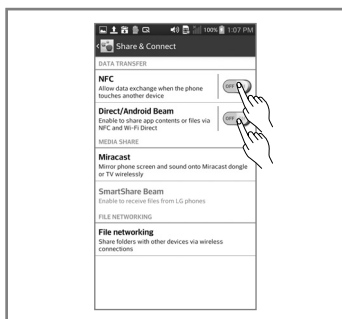 100% 1:07 PM
Share & Connect
DATA TRANSFER
NFC
Allow data exchange when the phone
touches another device
OFF
Direct/Android Beam
Enable to share app contents or files via
NFC and Wi-Fi Direct
OFF
MEDIA SHARE
Miracast
Mirror phone screen and sound onto Miracast dongle
or TV wirelessly
SmartShare Beam
Enable to receive files from LG phones
FILE NETWORKING
File networking
Share folders with other devices via wireless
connections